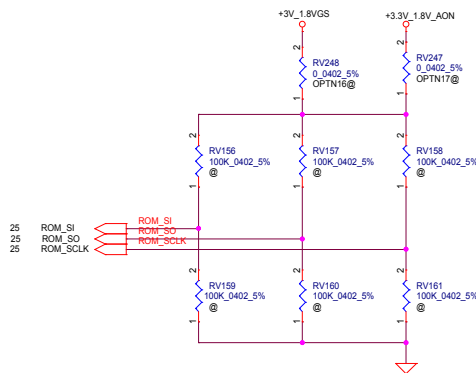 +3V_1.8VGS
+3.3V_1.8V_AON
2
RV248
0_0402_5%
OPTN16@
1
2
RV247
0_0402_5%
OPTN17@
1
2
RV156
100K_0402_5%
@
1
2
RV157
100K_0402_5%
@
1
2
RV158
100K_0402_5%
@
1
25 ROM_SI ROM_SI
25 ROM_SO ROM_SO
25 ROM_SCLK ROM_SCLK
2
RV159
100K_0402_5%
@
1
2
RV160
100K_0402_5%
@
1
2
RV161
100K_0402_5%
@
1